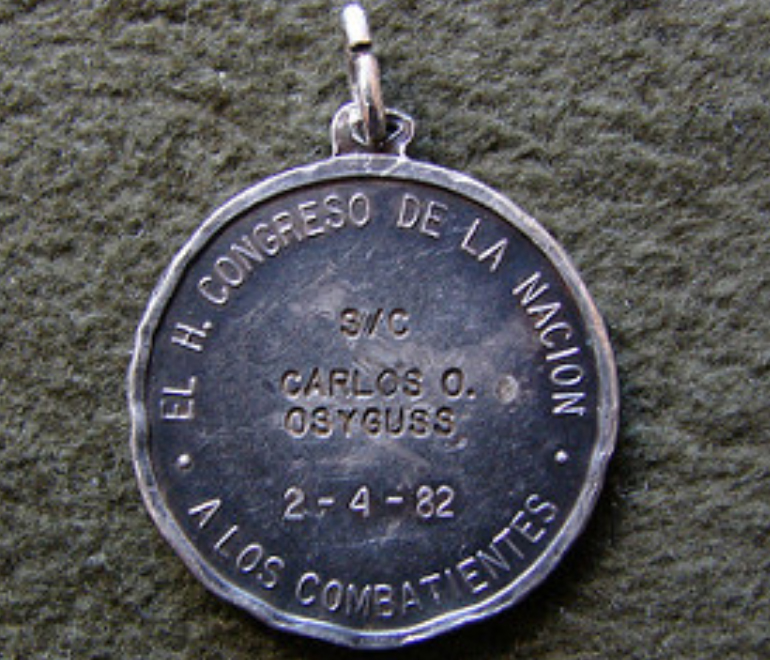 EL H. CONGRESO DE LA NACION
S/C
CARLOS O.
OSYGUSS
2 - 4 - 82
A LOS COMBATIENTES